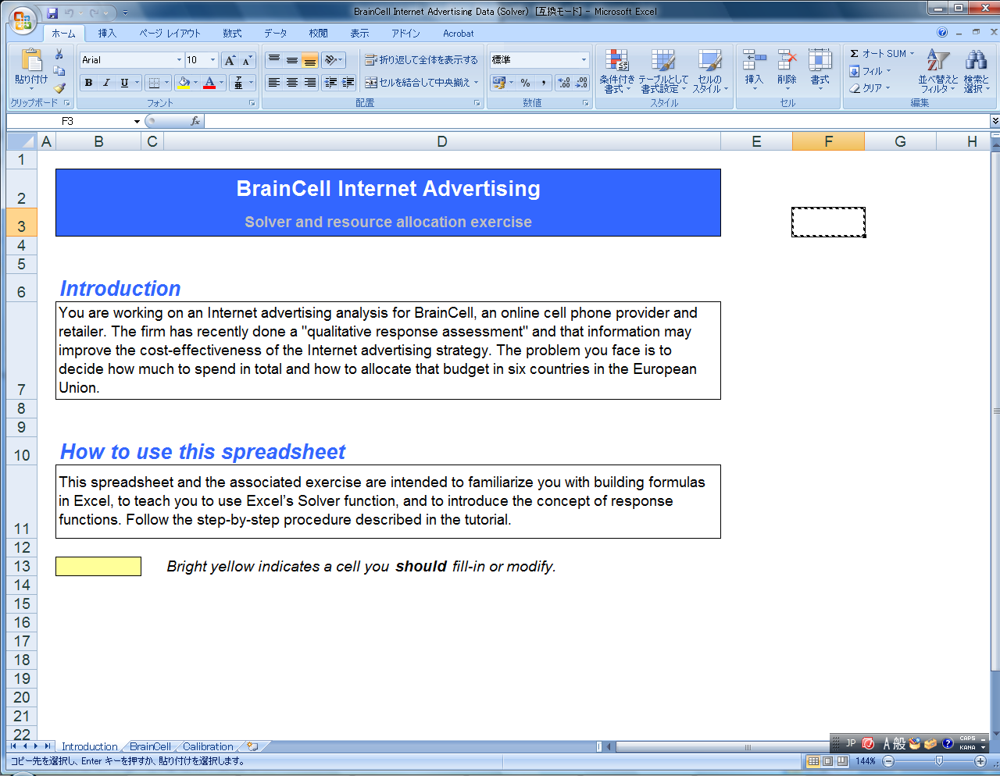 BrainCell Internet Advertising Data (Solver) [互換モード] - Microsoft Excel
ホーム 挿入 ページ レイアウト 数式 データ 校閲 表示 アドイン Acrobat
貼り付け
クリップボード
Arial 10
B I U
フォント
折り返して全体を表示する
セルを結合して中央揃え
配置
標準
数値
条件付き書式 テーブルとして書式設定 セルのスタイル
スタイル
挿入 削除 書式
セル
Σ オート SUM
フィル
クリア
並べ替えとフィルタ 検索と選択
編集
F3 fx
A B C D E F G H
1
2 BrainCell Internet Advertising
3 Solver and resource allocation exercise
4
5
6 Introduction
You are working on an Internet advertising analysis for BrainCell, an online cell phone provider and
retailer. The firm has recently done a "qualitative response assessment" and that information may
improve the cost-effectiveness of the Internet advertising strategy. The problem you face is to
decide how much to spend in total and how to allocate that budget in six countries in the European
7 Union.
8
9
10 How to use this spreadsheet
This spreadsheet and the associated exercise are intended to familiarize you with building formulas
in Excel, to teach you to use Excel's Solver function, and to introduce the concept of response
functions. Follow the step-by-step procedure described in the tutorial.
11
12
13 Bright yellow indicates a cell you should fill-in or modify.
14
15
16
17
18
19
20
21
22
Introduction BrainCell Calibration
JP A 般 CAPS KANA
コピー先を選択し、Enter キーを押すか、貼り付けを選択します。 144%